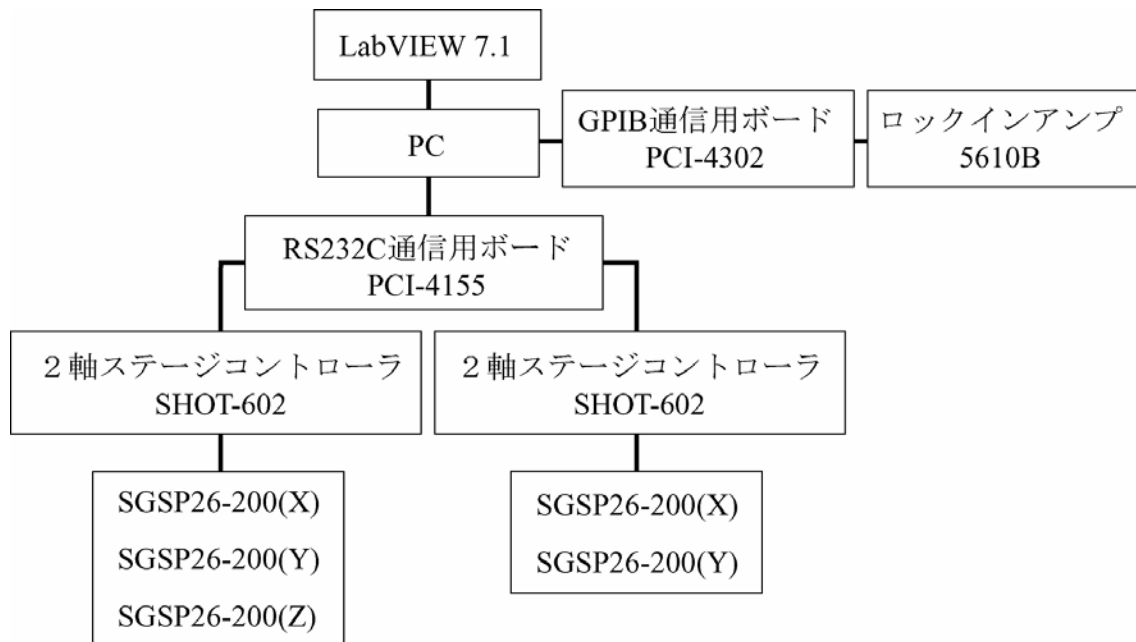 LabVIEW 7.1
PC
GPIB通信用ボード
PCI-4302
ロックインアンプ
5610B
RS232C通信用ボード
PCI-4155
２軸ステージコントローラ
SHOT-602
２軸ステージコントローラ
SHOT-602
SGSP26-200(X)
SGSP26-200(Y)
SGSP26-200(Z)
SGSP26-200(X)
SGSP26-200(Y)